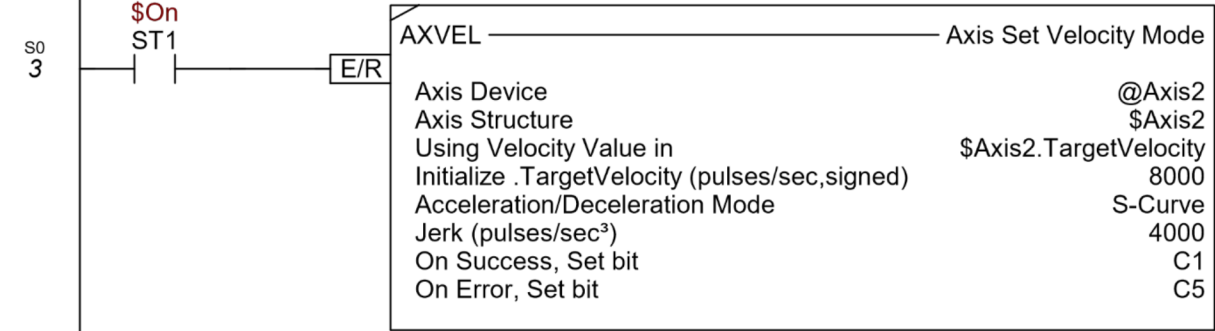 $On
ST1
S0
3
E/R
AXVEL Axis Set Velocity Mode
Axis Device @Axis2
Axis Structure $Axis2
Using Velocity Value in $Axis2.TargetVelocity
Initialize .TargetVelocity (pulses/sec,signed) 8000
Acceleration/Deceleration Mode S-Curve
Jerk (pulses/sec³) 4000
On Success, Set bit C1
On Error, Set bit C5